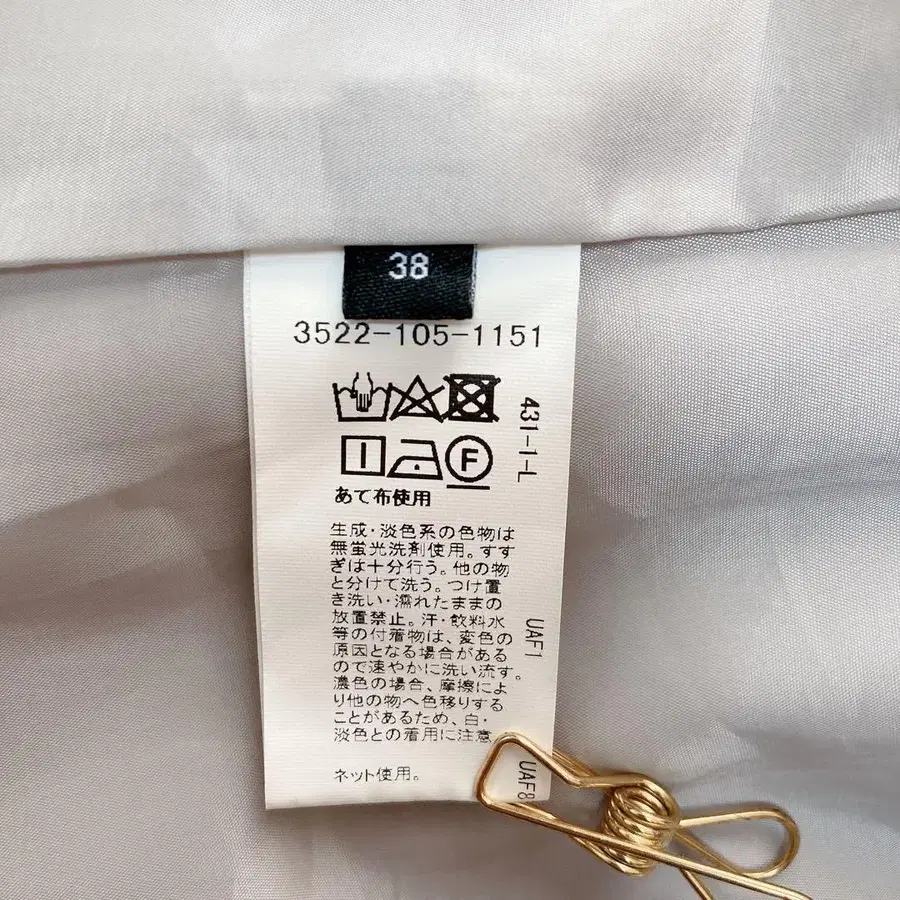 38
3522-105-1151
431-1-L
F
あて布使用
生成・淡色系の色物は
無蛍光洗剤使用。すす
ぎは十分行う。他の物
と分けて洗う。つけ置
き洗い・濡れたままの
放置禁止。汗・飲料水
等の付着物は、変色の
原因となる場合がある
ので速やかに洗い流す。
濃色の場合、摩擦によ
り他の物へ色移りする
ことがあるため、白・
淡色との着用に注意
ネット使用。
UAF1
UAF8